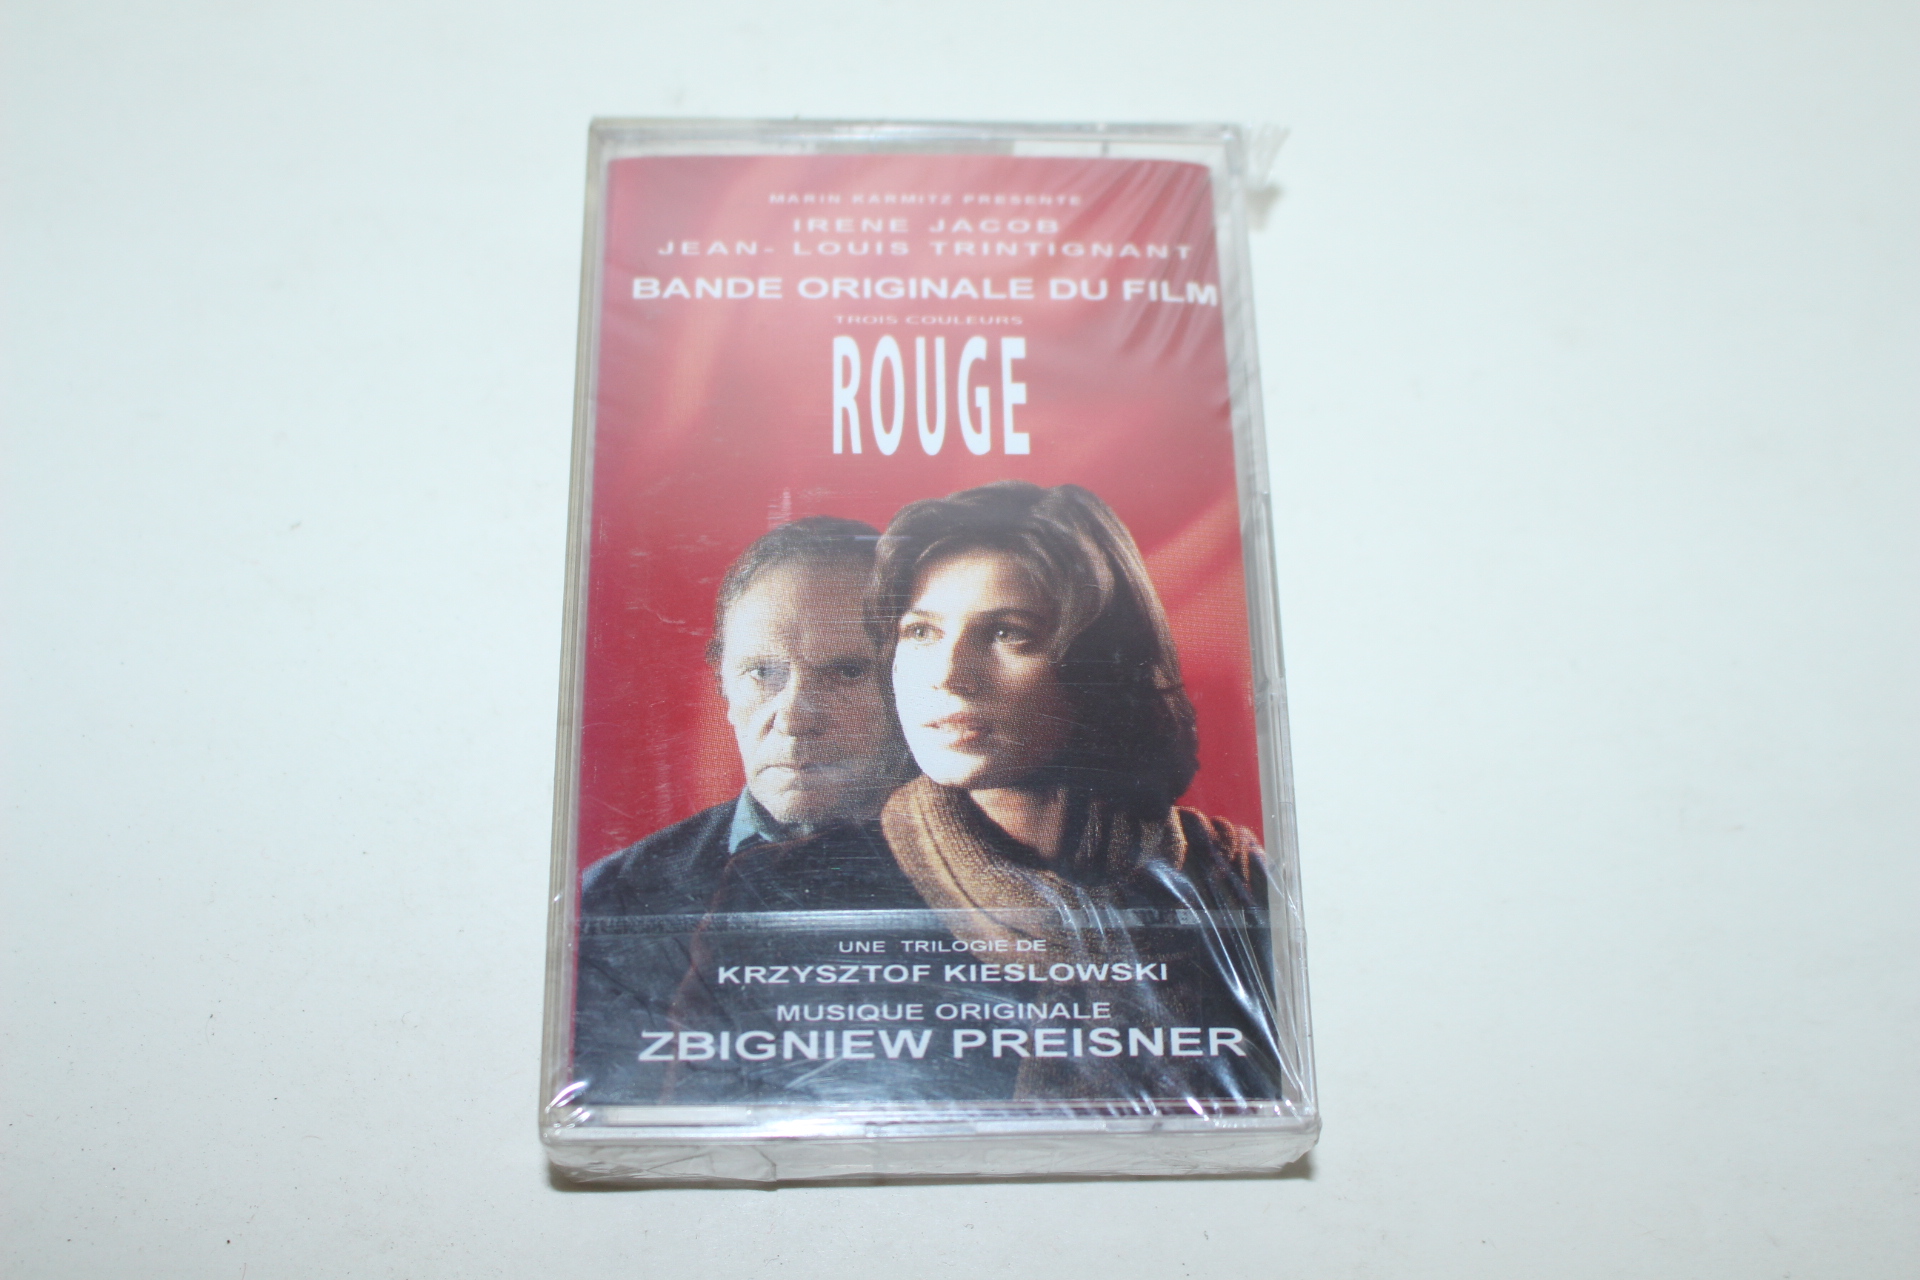 MARIN KARMITZ PRESENTE
IRENE JACOB
JEAN- LOUIS TRINTIGNANT
BANDE ORIGINALE DU FILM
TROIS COULEURS
ROUGE
UNE TRILOGIE DE
KRZYSZTOF KIESLOWSKI
MUSIQUE ORIGINALE
ZBIGNIEW PREISNER